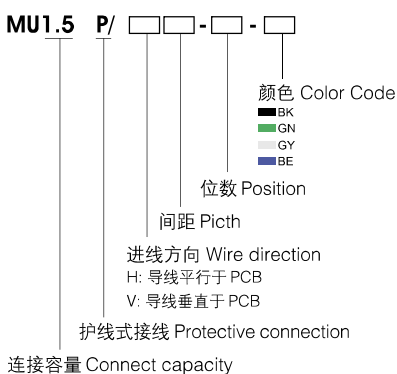 MU1.5 P/ - -
颜色 Color Code
BK
GN
GY
BE
位数 Position
间距 Picth
进线方向 Wire direction
H: 导线平行于 PCB
V: 导线垂直于 PCB
护线式接线 Protective connection
连接容量 Connect capacity